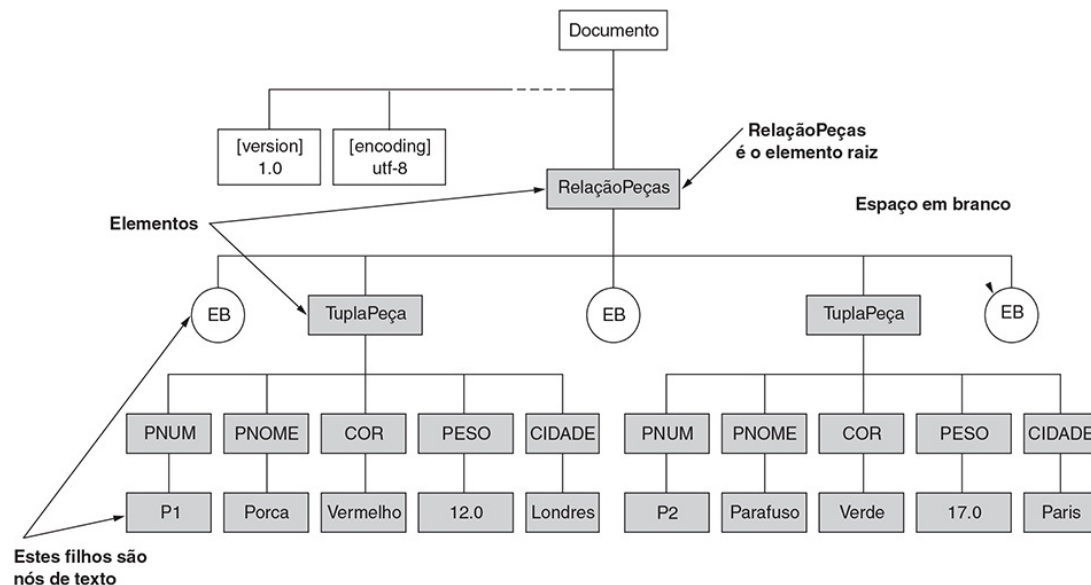 Documento
[version]
1.0
[encoding]
utf-8
RelaçãoPeças
é o elemento raiz
RelaçãoPeças
Elementos
Espaço em branco
EB
TuplaPeça
EB
TuplaPeça
EB
PNUM
PNOME
COR
PESO
CIDADE
PNUM
PNOME
COR
PESO
CIDADE
P1
Porca
Vermelho
12.0
Londres
P2
Parafuso
Verde
17.0
Paris
Estes filhos são
nós de texto